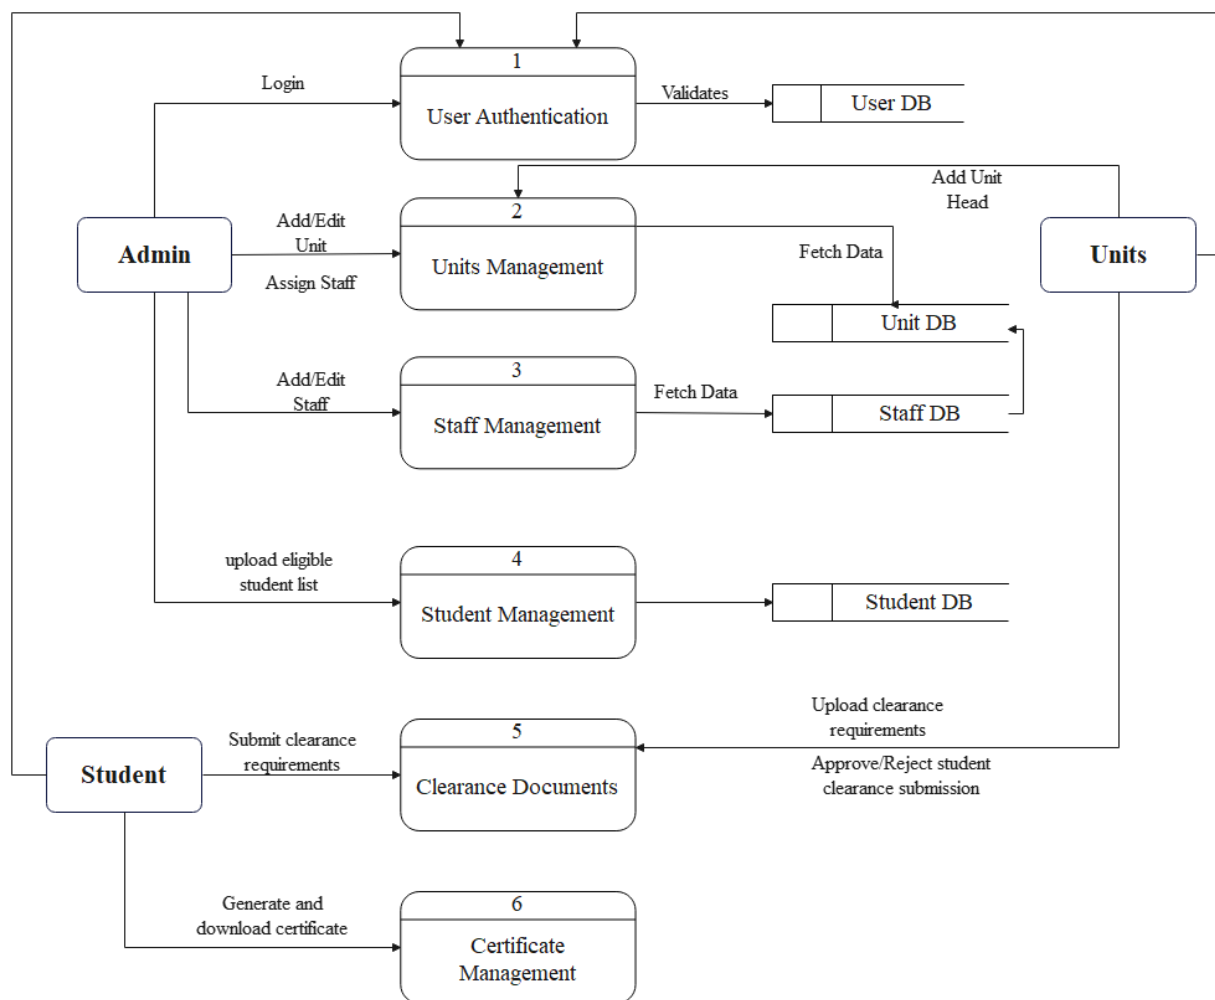 1
Login
Validates
User DB
User Authentication
Add Unit
Head
2
Add/Edit
Unit
Admin
Units Management
Fetch Data
Units
Assign Staff
Unit DB
3
Add/Edit
Staff
Fetch Data
Staff Management
Staff DB
upload eligible
student list
4
Student Management
Student DB
Upload clearance
requirements
5
Submit clearance
requirements
Student
Clearance Documents
Approve/Reject student
clearance submission
Generate and
download certificate
6
Certificate
Management